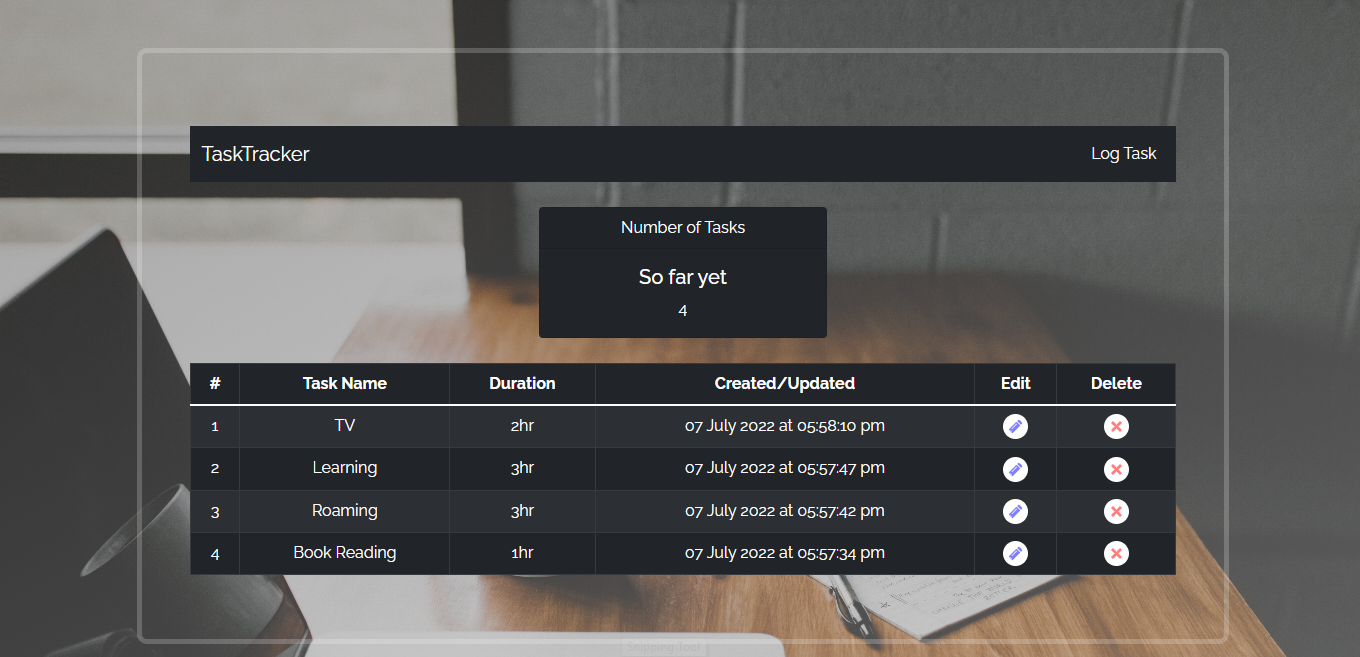 TaskTracker Log Task
Number of Tasks
So far yet
4
# Task Name Duration Created/Updated Edit Delete
1 TV 2hr 07 July 2022 at 05:58:10 pm
2 Learning 3hr 07 July 2022 at 05:57:47 pm
3 Roaming 3hr 07 July 2022 at 05:57:42 pm
4 Book Reading 1hr 07 July 2022 at 05:57:34 pm
Snipping Tool